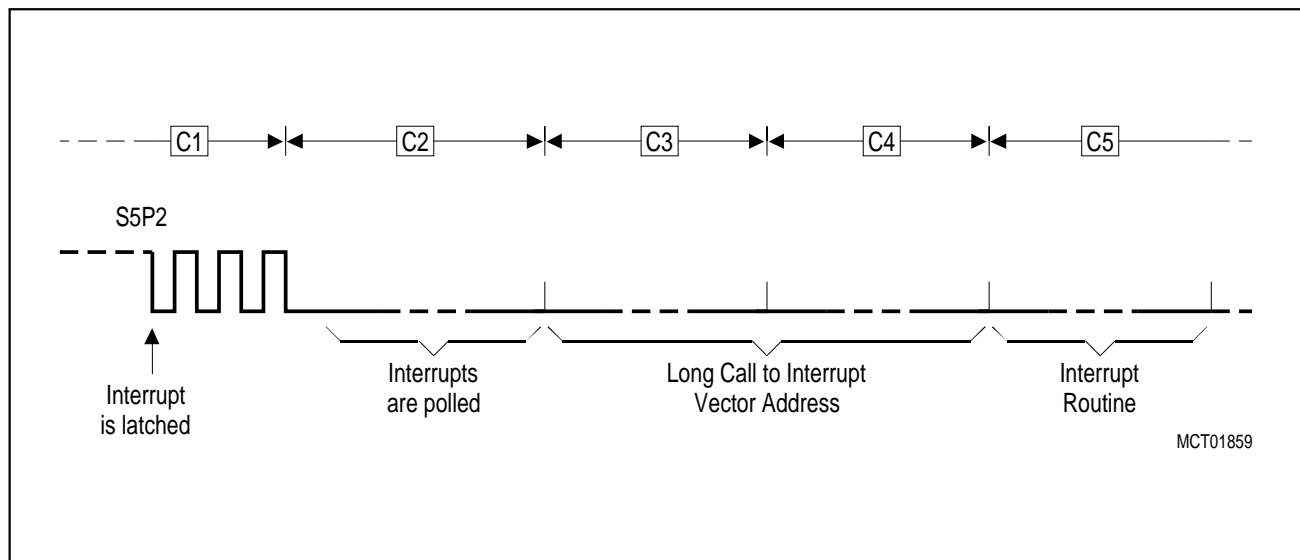 C1 C2 C3 C4 C5
S5P2
Interrupt
is latched
Interrupts
are polled
Long Call to Interrupt
Vector Address
Interrupt
Routine
MCT01859